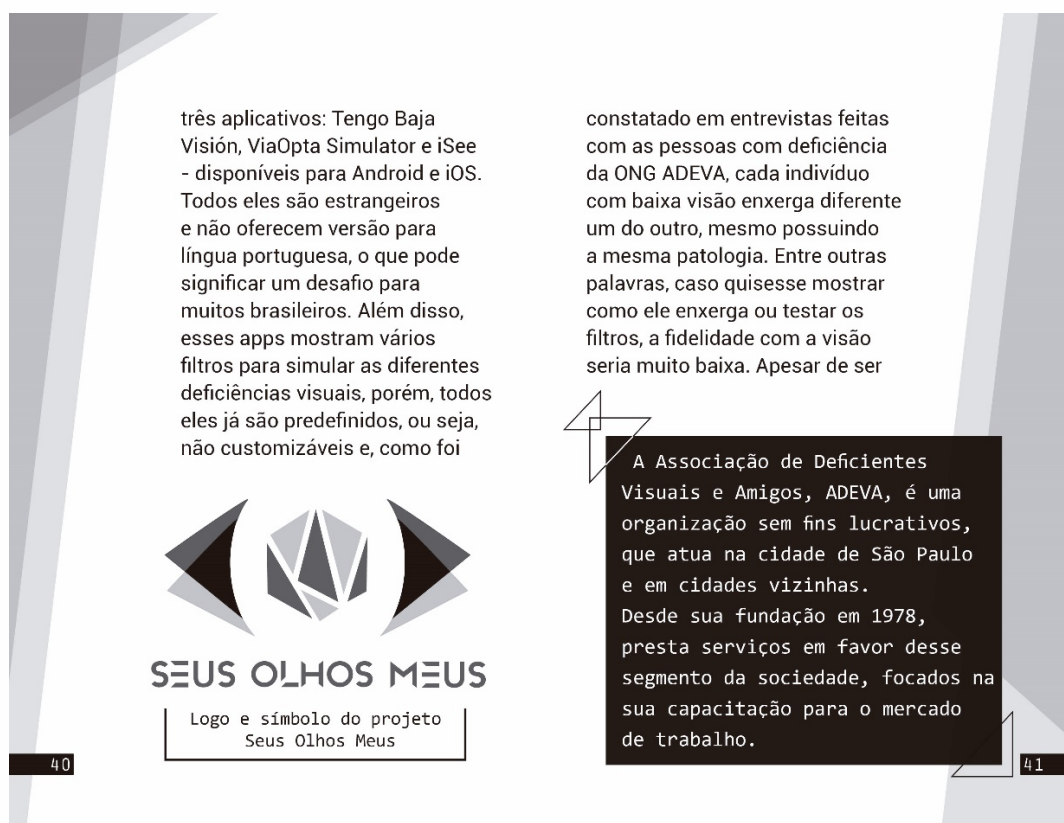 três aplicativos: Tengo Baja
Visión, ViaOpta Simulator e iSee
- disponíveis para Android e iOS.
Todos eles são estrangeiros
e não oferecem versão para
língua portuguesa, o que pode
significar um desafio para
muitos brasileiros. Além disso,
esses apps mostram vários
filtros para simular as diferentes
deficiências visuais, porém, todos
eles já são predefinidos, ou seja,
não customizáveis e, como foi
SEUS OLHOS MEUS
Logo e símbolo do projeto
Seus Olhos Meus
40
constatado em entrevistas feitas
com as pessoas com deficiência
da ONG ADEVA, cada indivíduo
com baixa visão enxerga diferente
um do outro, mesmo possuindo
a mesma patologia. Entre outras
palavras, caso quisesse mostrar
como ele enxerga ou testar os
filtros, a fidelidade com a visão
seria muito baixa. Apesar de ser
A Associação de Deficientes
Visuais e Amigos, ADEVA, é uma
organização sem fins lucrativos,
que atua na cidade de São Paulo
e em cidades vizinhas.
Desde sua fundação em 1978,
presta serviços em favor desse
segmento da sociedade, focados na
sua capacitação para o mercado
de trabalho.
41